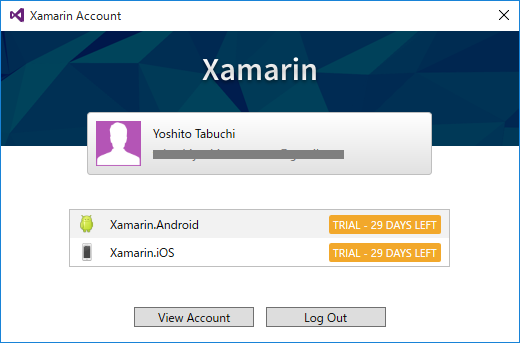 Xamarin Account
Xamarin
Yoshito Tabuchi
Xamarin.Android
TRIAL - 29 DAYS LEFT
Xamarin.iOS
TRIAL - 29 DAYS LEFT
View Account
Log Out